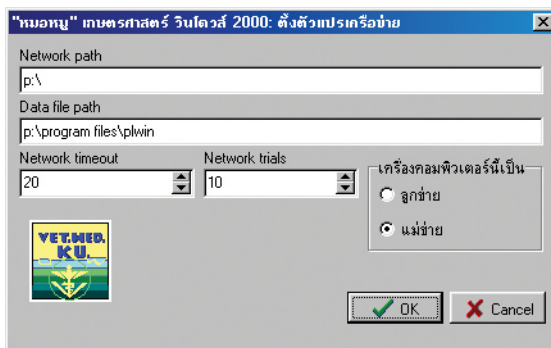 "หมอหมู" เกษตรศาสตร์ วินโดวส์ 2000: ตั้งตัวแปรเครือข่าย
Network path
p:\
Data file path
p:\program files\plwin
Network timeout
Network trials
เครื่องคอมพิวเตอร์นี้เป็น
20
10
ลูกข่าย
แม่ข่าย
VET.MED.
KU.
OK
Cancel